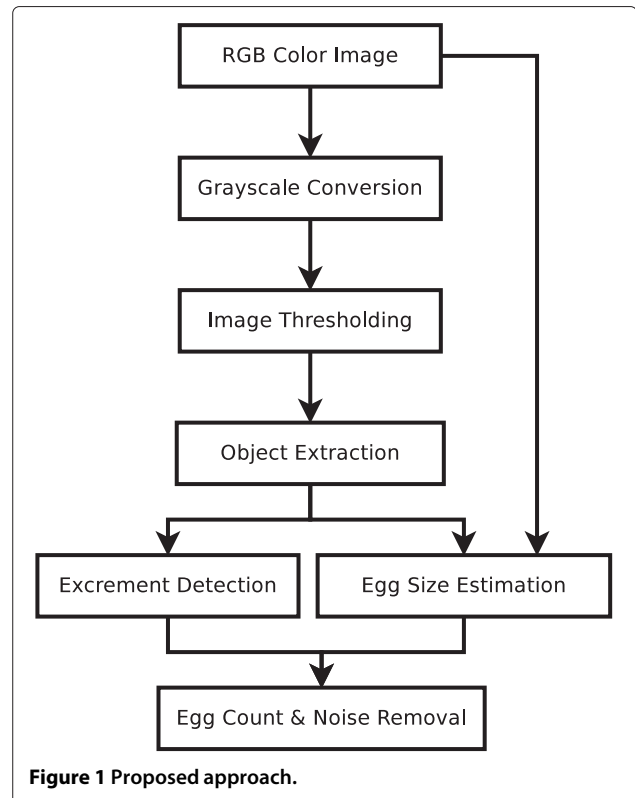 RGB Color Image
Grayscale Conversion
Image Thresholding
Object Extraction
Excrement Detection
Egg Size Estimation
Egg Count & Noise Removal
Figure 1 Proposed approach.